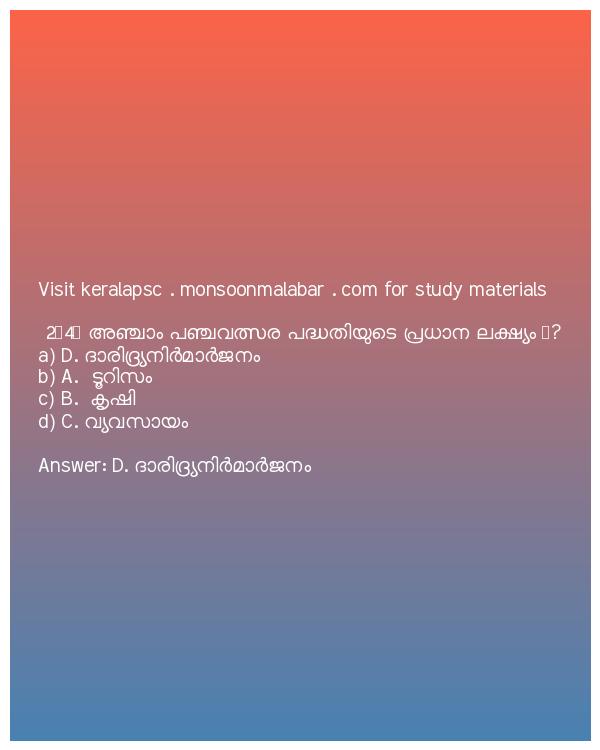 Visit keralapsc . monsoonmalabar . com for study materials
24 അഞ്ചാം പഞ്ചവത്സര പദ്ധതിയുടെ പ്രധാന ലക്ഷ്യം ?
a) D. ദാരിദ്ര്യനിർമാർജനം
b) A. ടൂറിസം
c) B. കൃഷി
d) C. വ്യവസായം
Answer: D. ദാരിദ്ര്യനിർമാർജനം